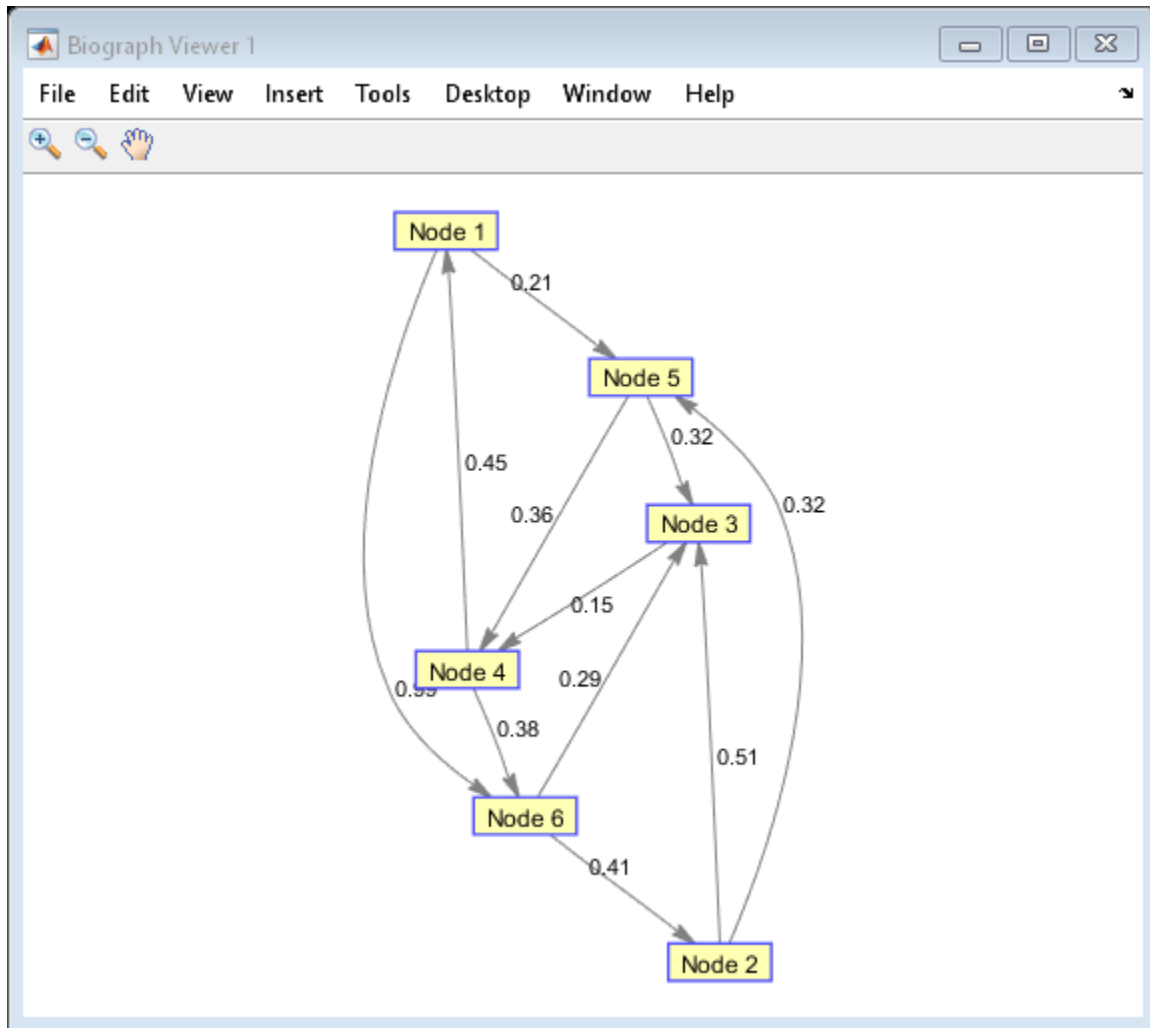 Biograph Viewer 1
File Edit View Insert Tools Desktop Window Help
Node 1
0.21
Node 5
0.32
0.45
0.32
0.36
Node 3
0.15
Node 4
0.29
0.99
0.38
0.51
Node 6
0.41
Node 2